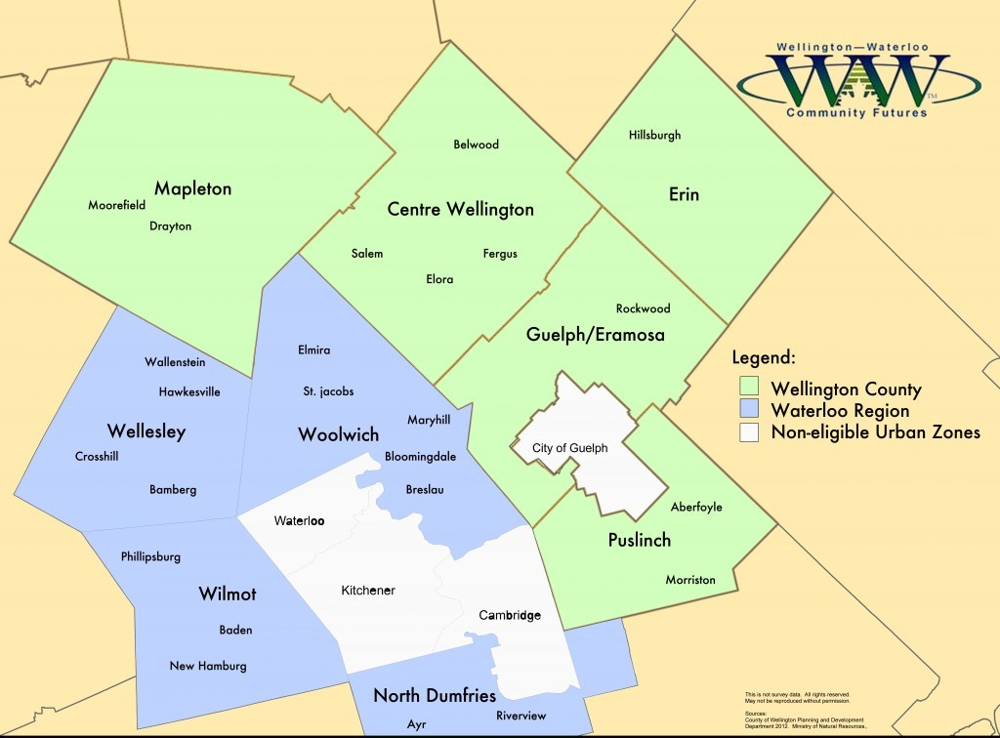 Wellington—Waterloo
WAW TM
Community Futures
Hillsburgh
Belwood
Erin
Mapleton
Moorefield
Drayton
Centre Wellington
Salem
Fergus
Elora
Rockwood
Guelph/Eramosa
Legend:
Wellington County
Waterloo Region
Non-eligible Urban Zones
Wallenstein
Hawkesville
Wellesley
Crosshill
Bamberg
Elmira
St. jacobs
Woolwich
Maryhill
Bloomingdale
Breslau
City of Guelph
Aberfoyle
Puslinch
Morriston
Waterloo
Kitchener
Cambridge
Phillipsburg
Wilmot
Baden
New Hamburg
North Dumfries
Ayr
Riverview
This is not survey data. All rights reserved.
May not be reproduced without permission.
Sources:
County of Wellington Planning and Development
Department 2012. Ministry of Natural Resources,.